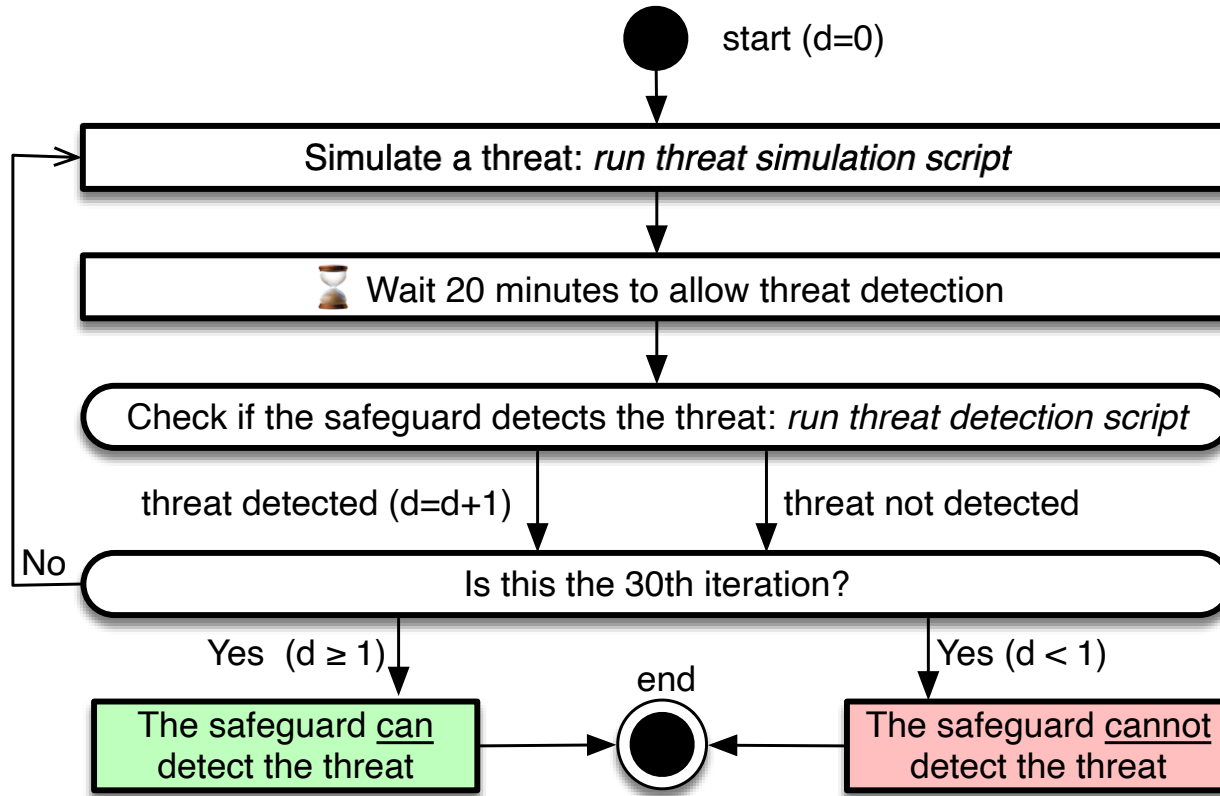 start (d=0)
Simulate a threat: run threat simulation script
Wait 20 minutes to allow threat detection
Check if the safeguard detects the threat: run threat detection script
threat detected (d=d+1)
threat not detected
No
Is this the 30th iteration?
Yes (d ≥ 1)
Yes (d < 1)
end
The safeguard can
detect the threat
The safeguard cannot
detect the threat